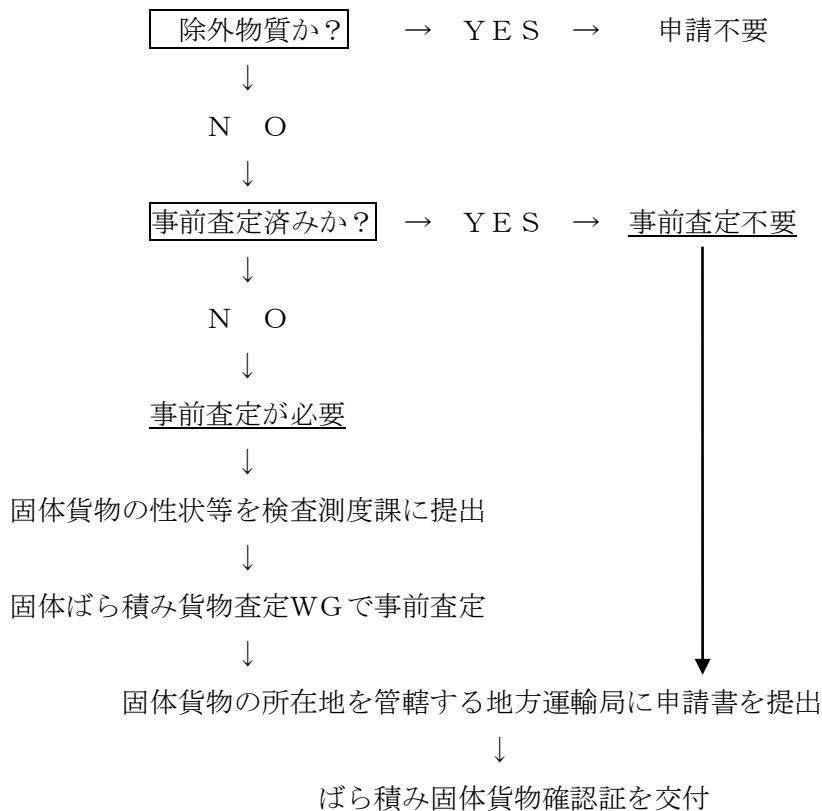 除外物質か？ → ＹＥＳ → 申請不要
↓
Ｎ Ｏ
↓
事前査定済みか？ → ＹＥＳ → 事前査定不要
↓
Ｎ Ｏ
↓
事前査定が必要
↓
固体貨物の性状等を検査測度課に提出
↓
固体ばら積み貨物査定WGで事前査定
↓
固体貨物の所在地を管轄する地方運輸局に申請書を提出
↓
ばら積み固体貨物確認証を交付